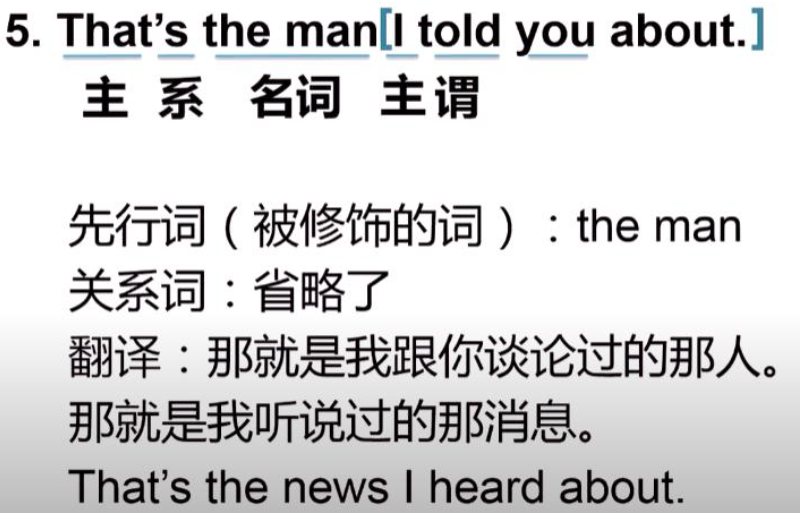 5. That's the man[I told you about.]
主 系 名词 主谓
先行词（被修饰的词）：the man
关系词：省略了
翻译：那就是我跟你谈论过的那人。
那就是我听说过的那消息。
That's the news I heard about.